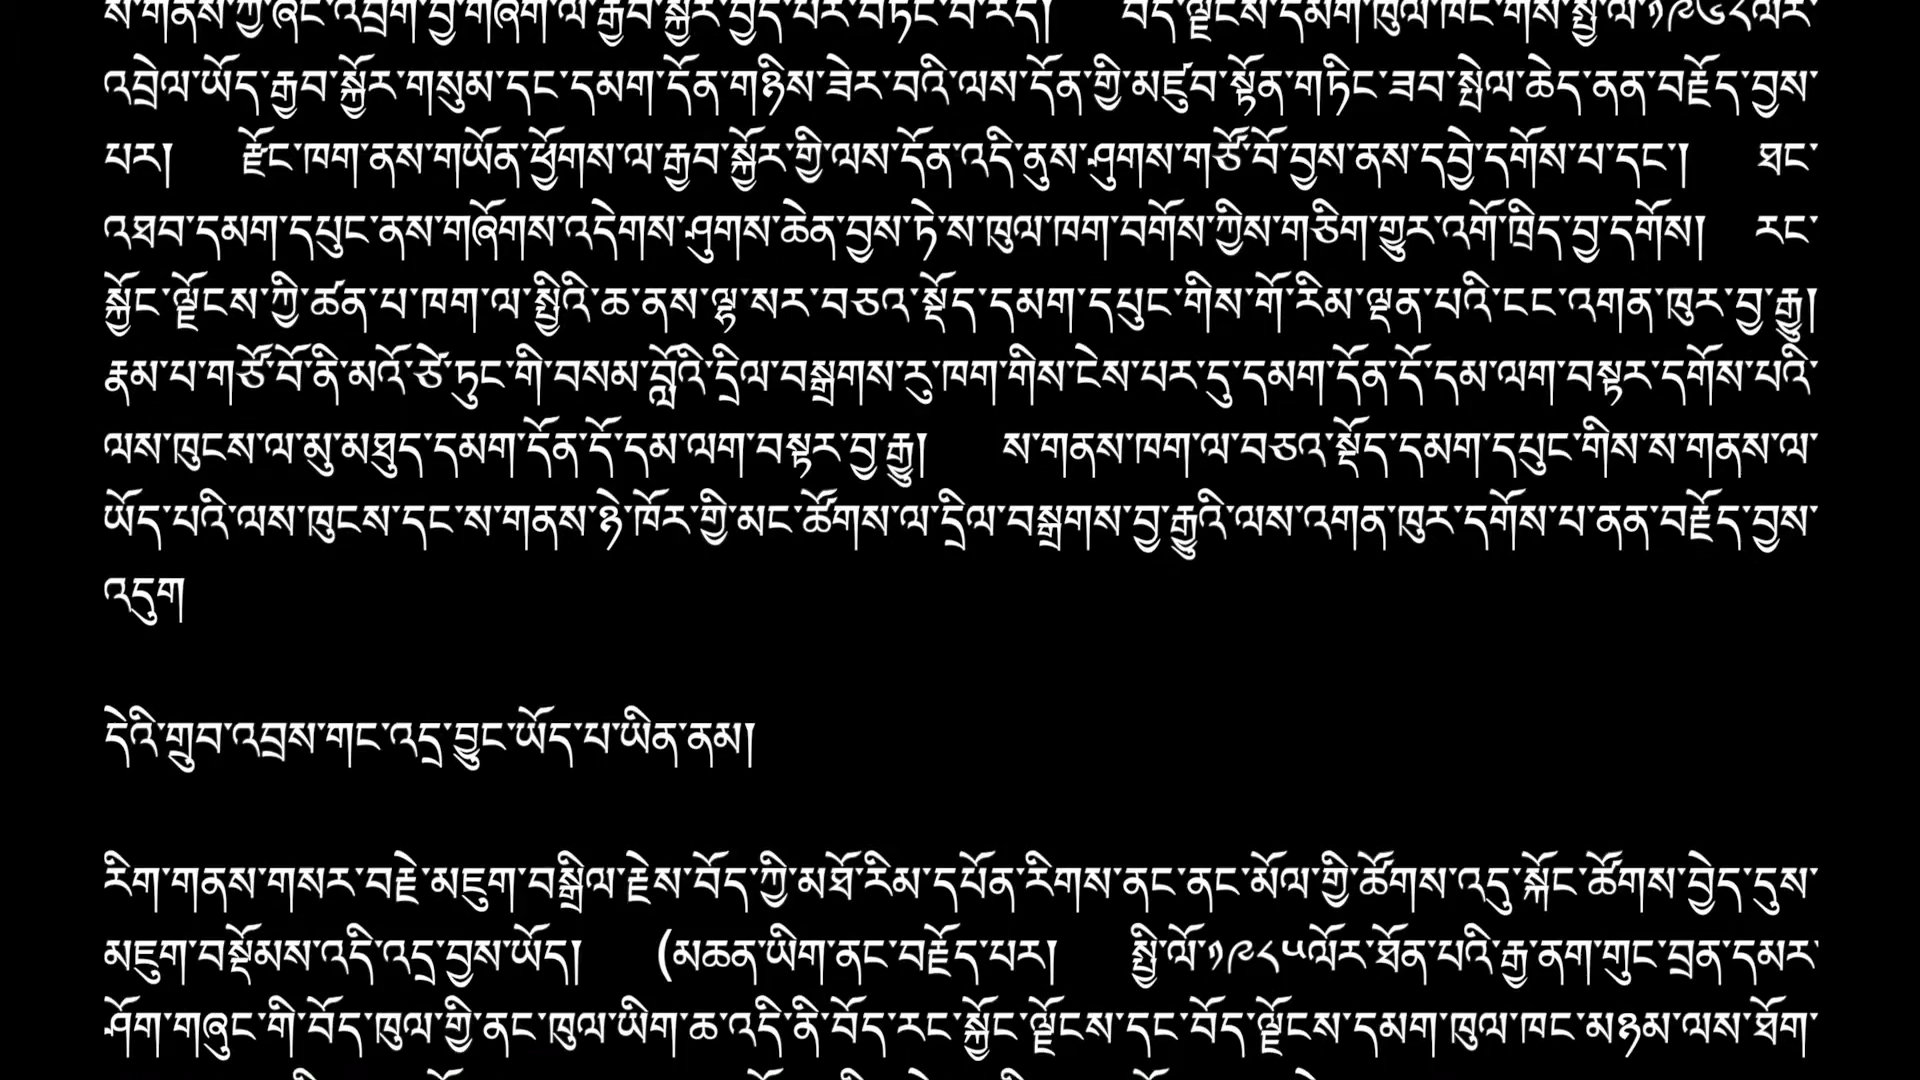 ས་གནས་ཀྱི་ཞིང་འབྲོག་བྱ་གཞག་ལ་རྒྱབ་སྐྱོར་བྱེད་པར་བཏང་བ་རེད། བོད་ལྗོངས་དམག་ཁུལ་ཁང་གིས་སྤྱི་ལོ་༡༩༦༨ལོར་
འབྲེལ་ཡོད་རྒྱབ་སྐྱོར་གསུམ་དང་དམག་དོན་གཉིས་ཟེར་བའི་ལས་དོན་གྱི་མཛུབ་སྟོན་གཏིང་ཟབ་སྤེལ་ཆེད་ནན་བརྗོད་བྱས་
པར། རྫོང་ཁག་ནས་གཡོན་ཕྱོགས་ལ་རྒྱབ་སྐྱོར་གྱི་ལས་དོན་འདི་ནུས་ཤུགས་གཙོ་བོ་བྱས་ནས་དབྱེ་དགོས་པ་དང་། ཐང་
འཐབ་དམག་དཔུང་ནས་གཞོགས་འདེགས་ཤུགས་ཆེན་བྱས་ཏེ་ས་ཁུལ་ཁག་བགོས་ཀྱིས་གཅིག་གྱུར་འགོ་ཁྲིད་བྱ་དགོས། རང་
སྐྱོང་ལྗོངས་ཀྱི་ཚན་པ་ཁག་ལ་སྤྱིའི་ཆ་ནས་ལྷ་སར་བཅའ་སྡོད་དམག་དཔུང་གིས་གོ་རིམ་ལྡན་པའི་ངང་འགན་ཁུར་བྱ་རྒྱུ།
རྣམ་པ་གཙོ་བོ་ནི་མའོ་ཙེ་ཏུང་གི་བསམ་བློའི་དྲིལ་བསྒྲགས་རུ་ཁག་གིས་ངེས་པར་དུ་དམག་དོན་དོ་དམ་ལག་བསྟར་དགོས་པའི་
ལས་ཁུངས་ལ་མུ་མཐུད་དམག་དོན་དོ་དམ་ལག་བསྟར་བྱ་རྒྱུ། ས་གནས་ཁག་ལ་བཅའ་སྡོད་དམག་དཔུང་གིས་ས་གནས་ལ་
ཡོད་པའི་ལས་ཁུངས་དང་ས་གནས་ཉེ་ཁོར་གྱི་མང་ཚོགས་ལ་དྲིལ་བསྒྲགས་བྱ་རྒྱུའི་ལས་འགན་ཁུར་དགོས་པ་ནན་བརྗོད་བྱས་
འདུག
དེའི་གྲུབ་འབྲས་གང་འདྲ་བྱུང་ཡོད་པ་ཡིན་ནམ།
རིག་གནས་གསར་བརྗེ་མཇུག་བསྒྲིལ་རྗེས་བོད་ཀྱི་མཐོ་རིམ་དཔོན་རིགས་ནང་ནང་མོལ་གྱི་ཚོགས་འདུ་སྐོང་ཚོགས་བྱེད་དུས་
མཇུག་བསྡོམས་འདི་འདྲ་བྱས་ཡོད། (མཆན་ཡིག་ནང་བརྗོད་པར། སྤྱི་ལོ་༡༩༨༥ལོར་ཐོན་པའི་རྒྱ་ནག་གུང་བྲན་དམར་
ཤོག་གཞུང་གི་བོད་ཁུལ་གྱི་ནང་ཁུལ་ཡིག་ཆ་འདི་ནི་བོད་རང་སྐྱོང་ལྗོངས་དང་བོད་ལྗོངས་དམག་ཁུལ་ཁང་མཉམ་ལས་ཐོག་